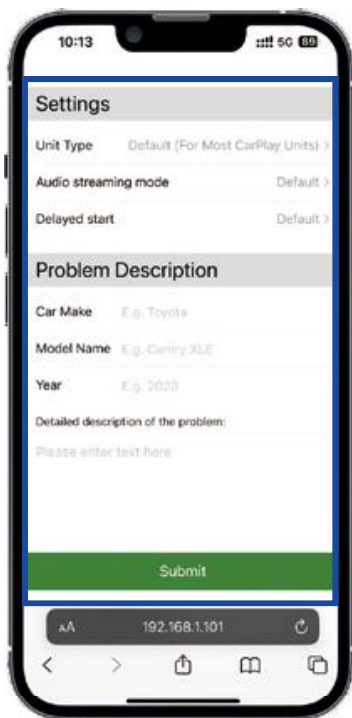 10:13 5G 89
Settings
Unit Type Default (For Most CarPlay Units) >
Audio streaming mode Default >
Delayed start Default >
Problem Description
Car Make E.g. Toyota
Model Name E.g. Camry XLE
Year E.g. 2020
Detailed description of the problem:
Please enter text here
Submit
AA 192.168.1.101